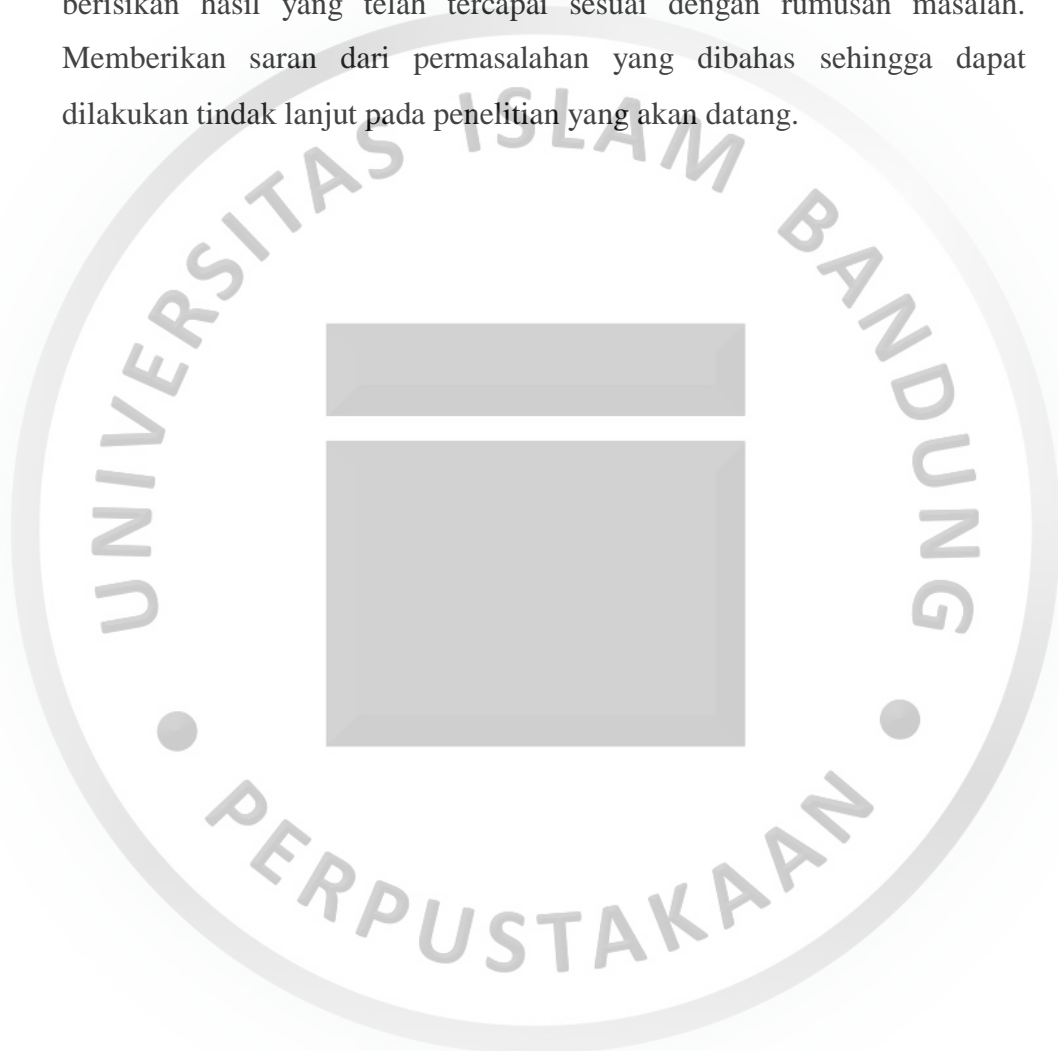 berisikan hasil yang telah tercapai sesuai dengan rumusan masalah.
Memberikan saran dari permasalahan yang dibahas sehingga dapat
dilakukan tindak lanjut pada penelitian yang akan datang.
UNIVERSITAS ISLAM BANDUNG
• PERPUSTAKAAN •